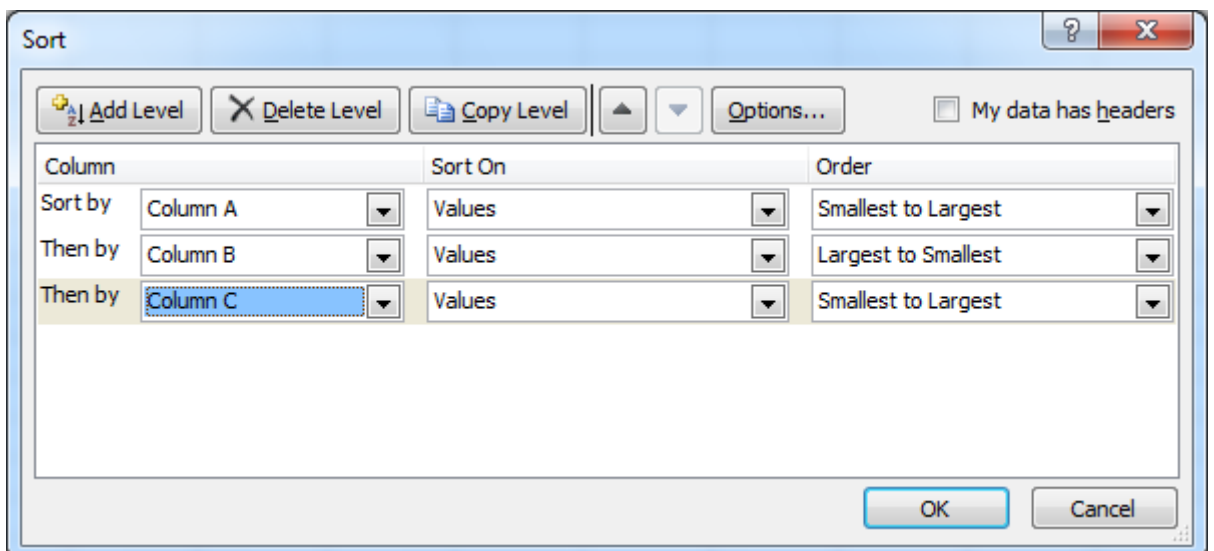 Sort
Add Level Delete Level Copy Level Options... My data has headers
Column Sort On Order
Sort by Column A Values Smallest to Largest
Then by Column B Values Largest to Smallest
Then by Column C Values Smallest to Largest
OK Cancel